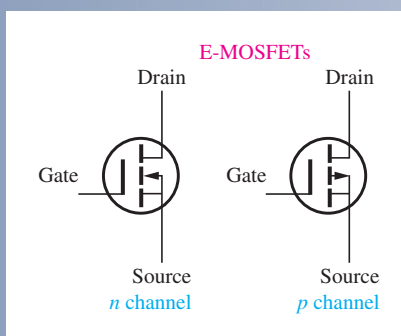 E-MOSFETs
Drain
Drain
Gate
Gate
Source
Source
n channel
p channel